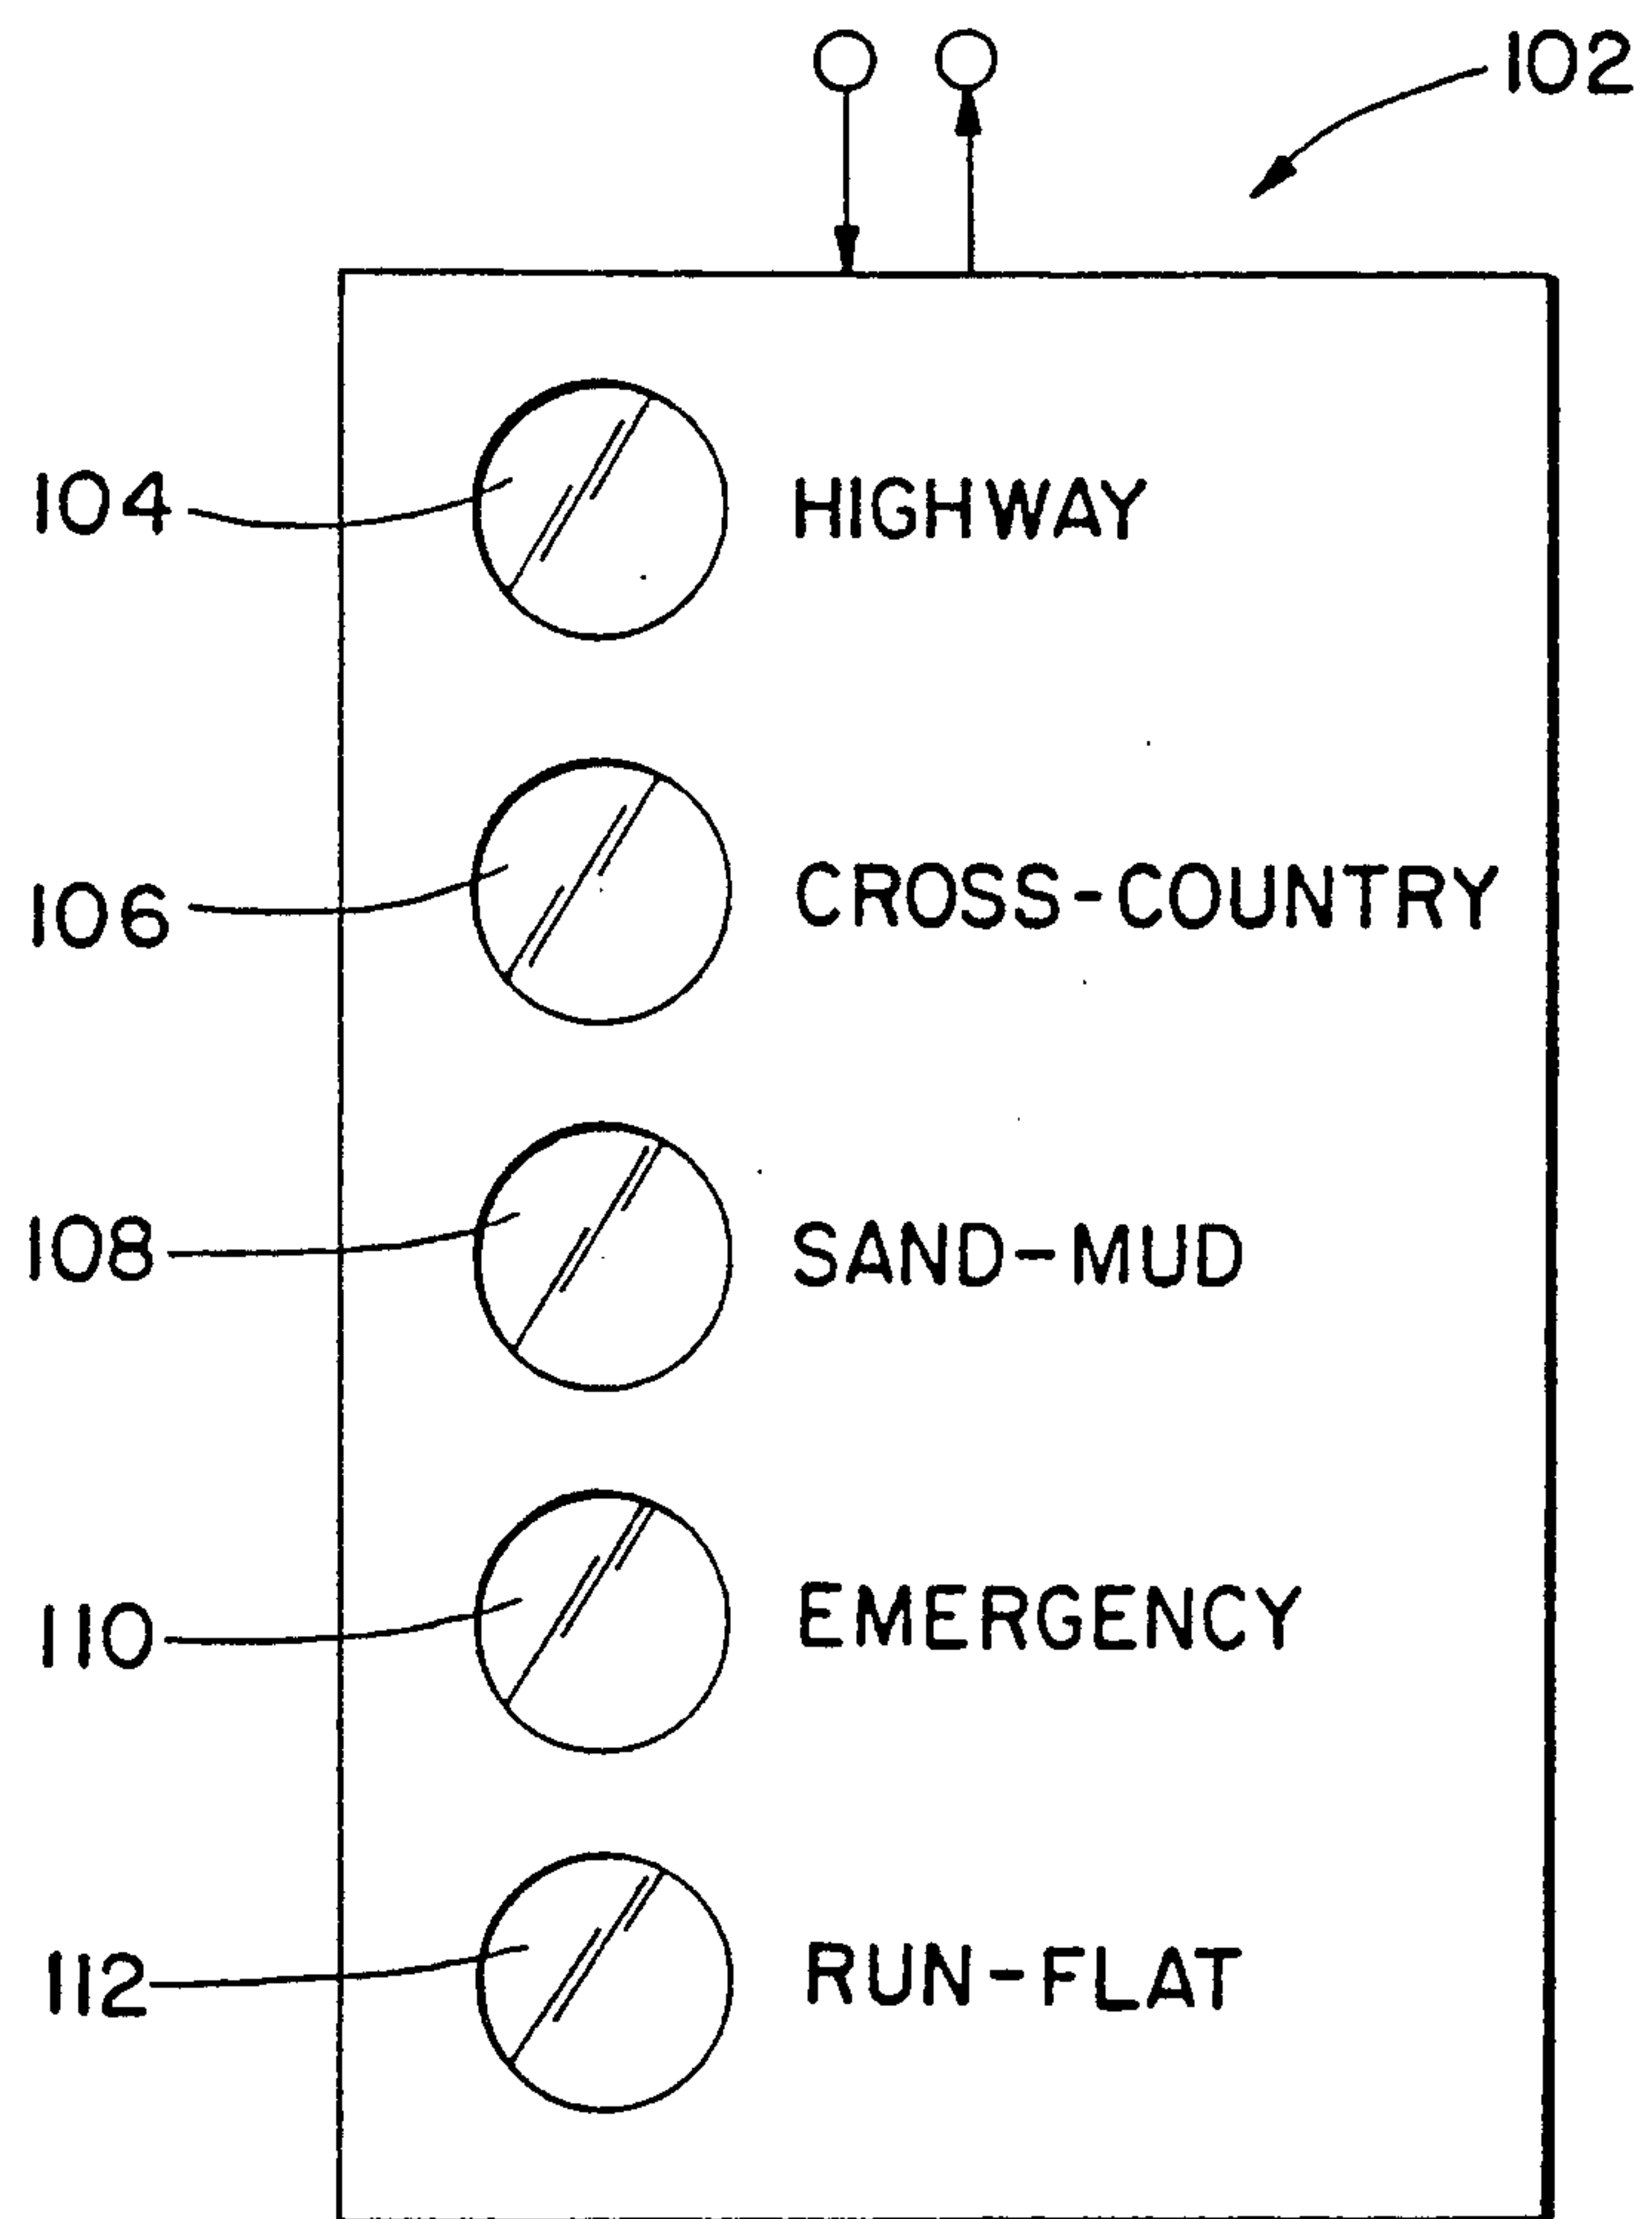 102
104 HIGHWAY
106 CROSS-COUNTRY
108 SAND-MUD
110 EMERGENCY
112 RUN-FLAT